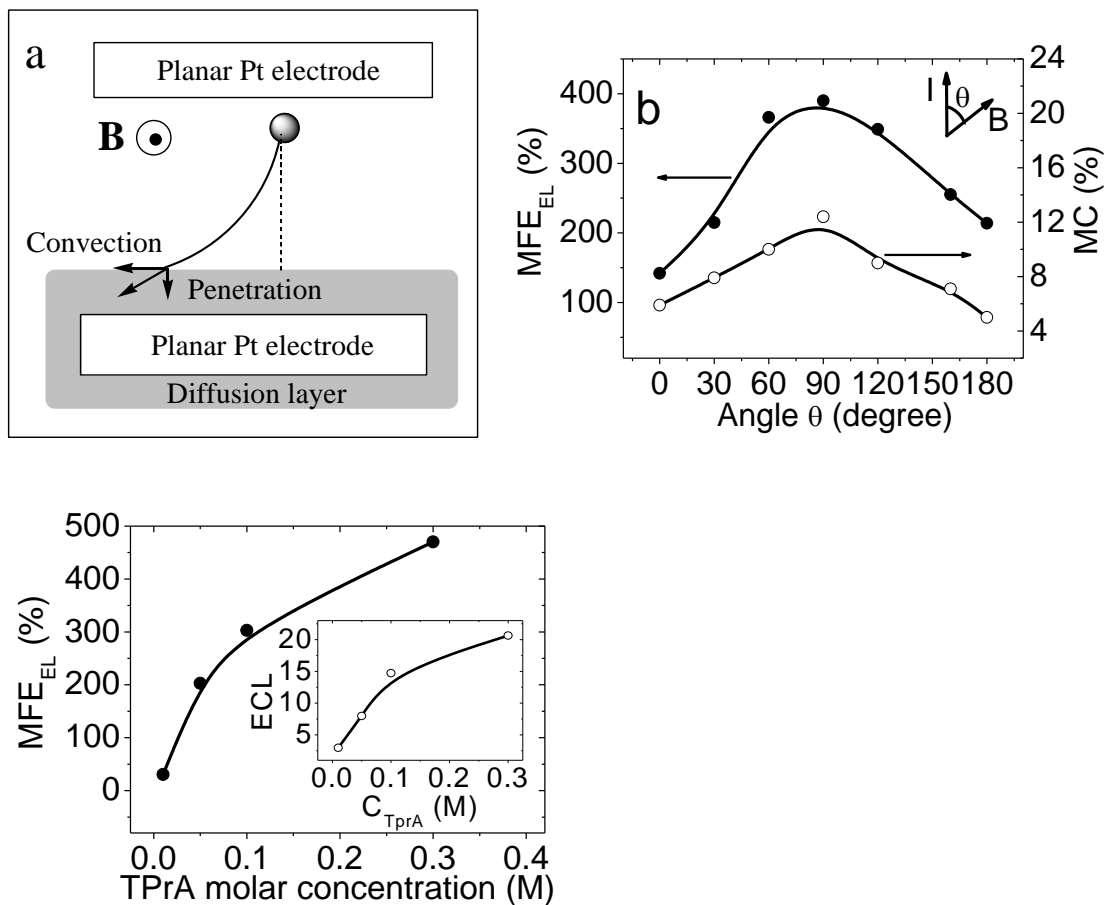 a
Planar Pt electrode
B
Convection
Penetration
Planar Pt electrode
Diffusion layer
b
I
θ
B
MFE_EL (%)
400
300
200
100
MC (%)
24
20
16
12
8
4
0 30 60 90 120 150 180
Angle θ (degree)
MFE_EL (%)
500
400
300
200
100
0
0.0 0.1 0.2 0.3 0.4
TPrA molar concentration (M)
ECL
20
15
10
5
0.0 0.1 0.2 0.3
C_TprA (M)